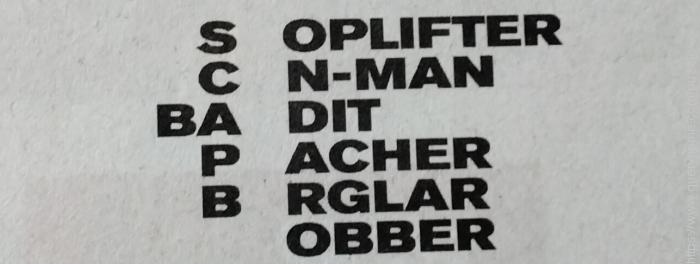 S OPLIFTER
C N-MAN
BA DIT
P ACHER
B RGLAR
OBBER